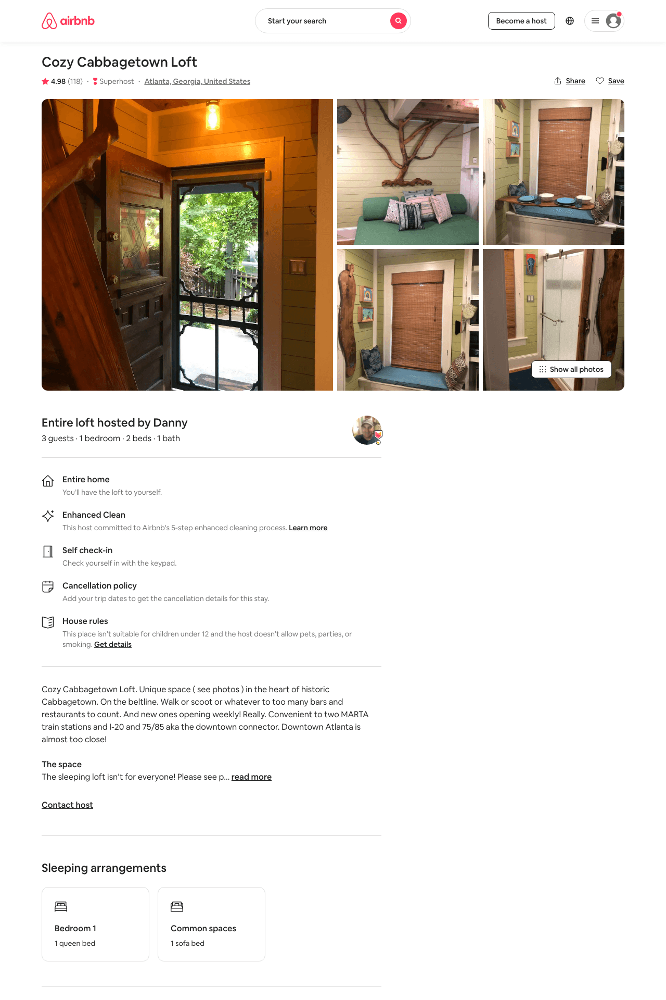 airbnb
Start your search
Become a host
Cozy Cabbagetown Loft
4.98 (118) · Superhost · Atlanta, Georgia, United States
Share Save
Show all photos
Entire loft hosted by Danny
3 guests · 1 bedroom · 2 beds · 1 bath
Entire home
You’ll have the loft to yourself.
Enhanced Clean
This host committed to Airbnb's 5-step enhanced cleaning process. Learn more
Self check-in
Check yourself in with the keypad.
Cancellation policy
Add your trip dates to get the cancellation details for this stay.
House rules
This place isn’t suitable for children under 12 and the host doesn’t allow pets, parties, or
smoking. Get details
Cozy Cabbagetown Loft. Unique space ( see photos ) in the heart of historic
Cabbagetown. On the beltline. Walk or scoot or whatever to too many bars and
restaurants to count. And new ones opening weekly! Really. Convenient to two MARTA
train stations and I-20 and 75/85 aka the downtown connector. Downtown Atlanta is
almost too close!
The space
The sleeping loft isn’t for everyone! Please see p... read more
Contact host
Sleeping arrangements
Bedroom 1
1 queen bed
Common spaces
1 sofa bed